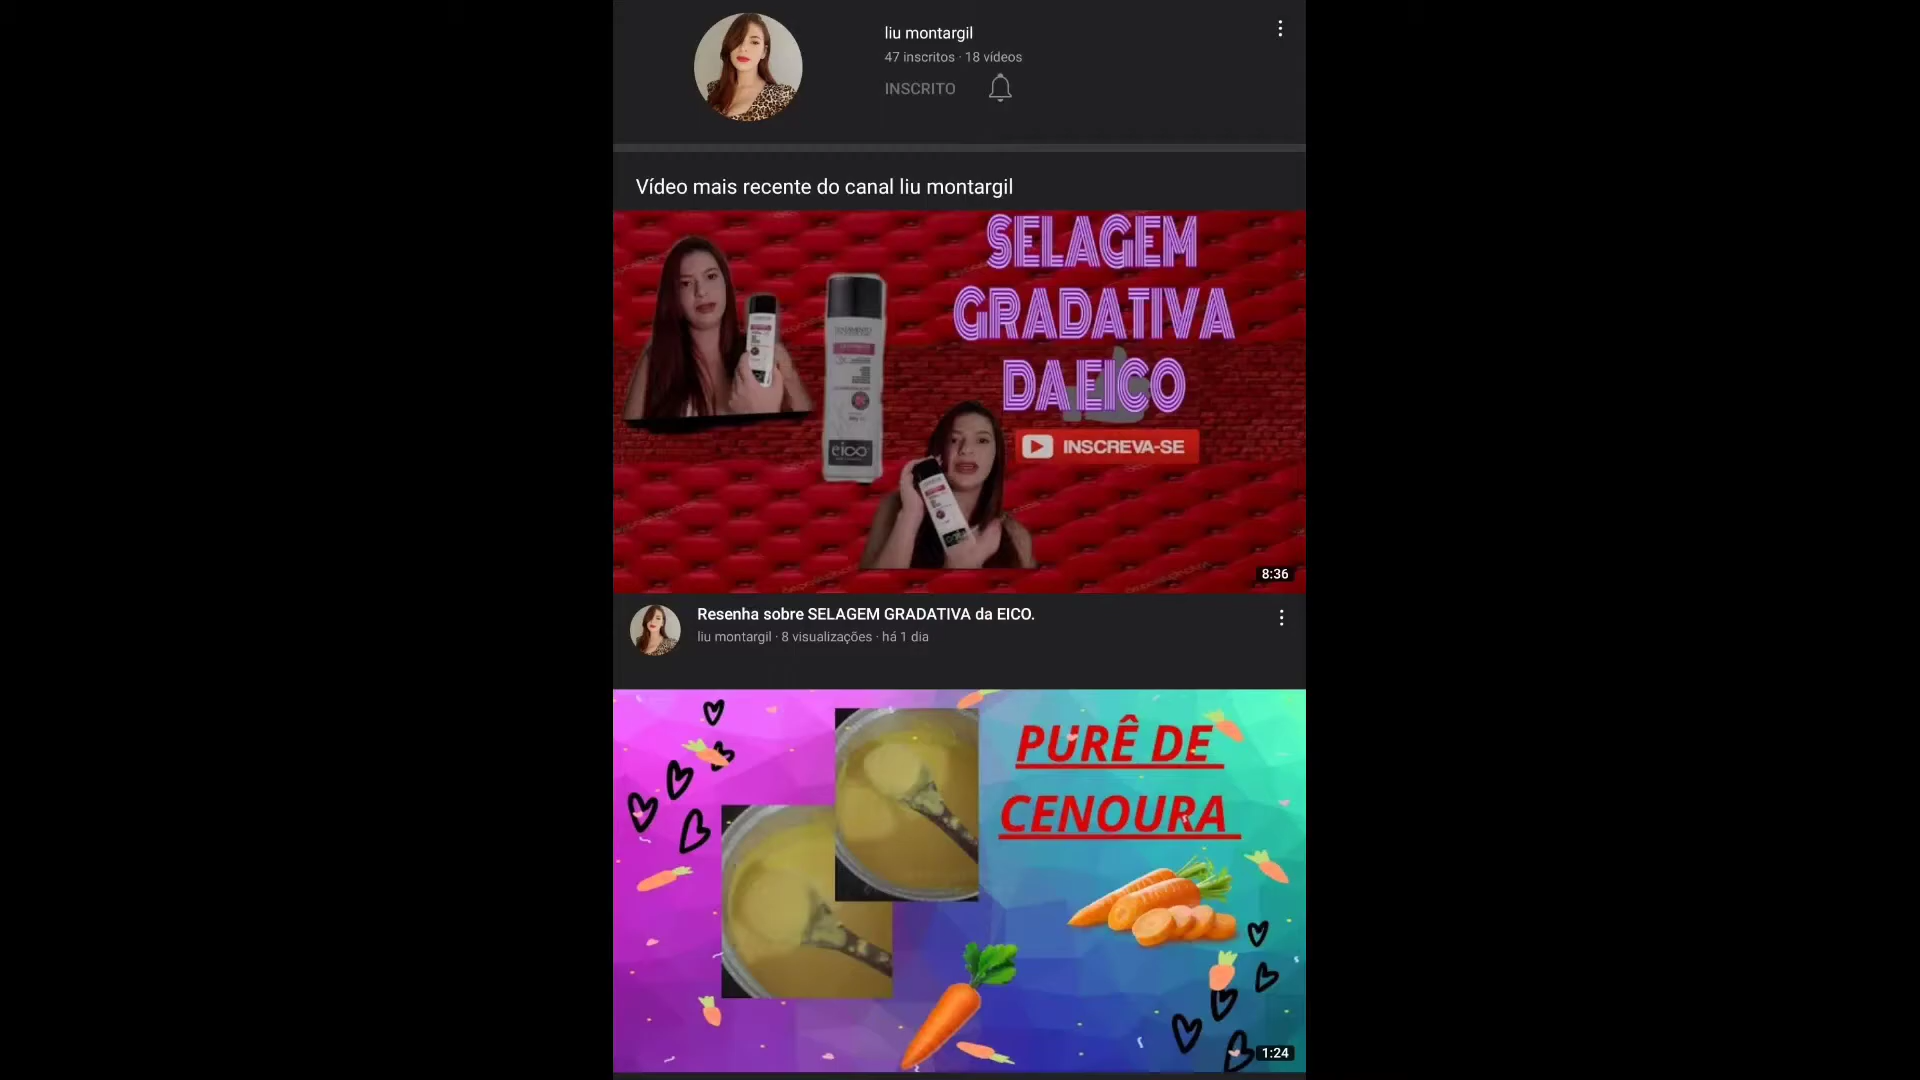 liu montargil
47 inscritos · 18 vídeos
INSCRITO
Vídeo mais recente do canal liu montargil
SELAGEM
GRADATIVA
DA EICO
INSCREVA-SE
eico
8:36
Resenha sobre SELAGEM GRADATIVA da EICO.
liu montargil · 8 visualizações · há 1 dia
PURÊ DE
CENOURA
1:24